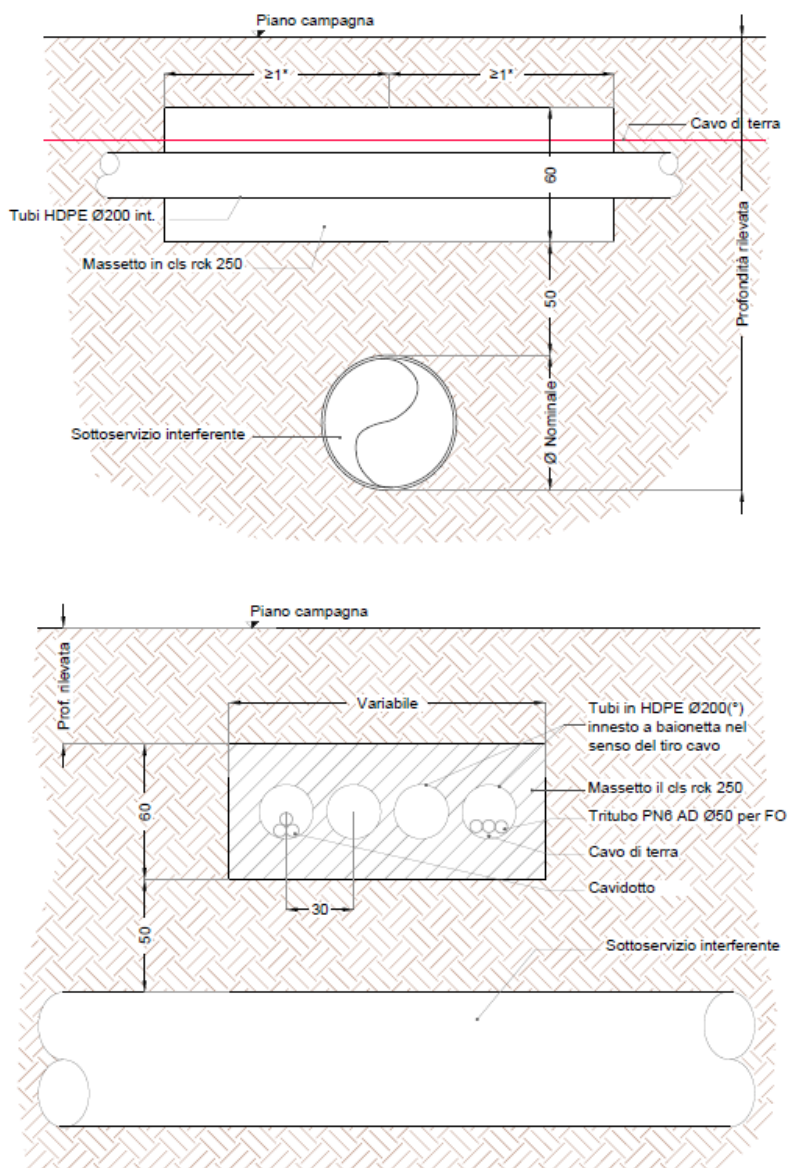 Piano campagna
≥1*
≥1*
Cavo di terra
60
Tubi HDPE Ø200 int.
Massetto in cls rck 250
50
Profondità rilevata
Ø Nominale
Sottoservizio interferente
Piano campagna
Prof. rilevata
Variabile
Tubi in HDPE Ø200(*)
innesto a baionetta nel
senso del tiro cavo
Massetto il cls rck 250
60
Tritubo PN6 AD Ø50 per FO
Cavo di terra
Cavidotto
30
50
Sottoservizio interferente